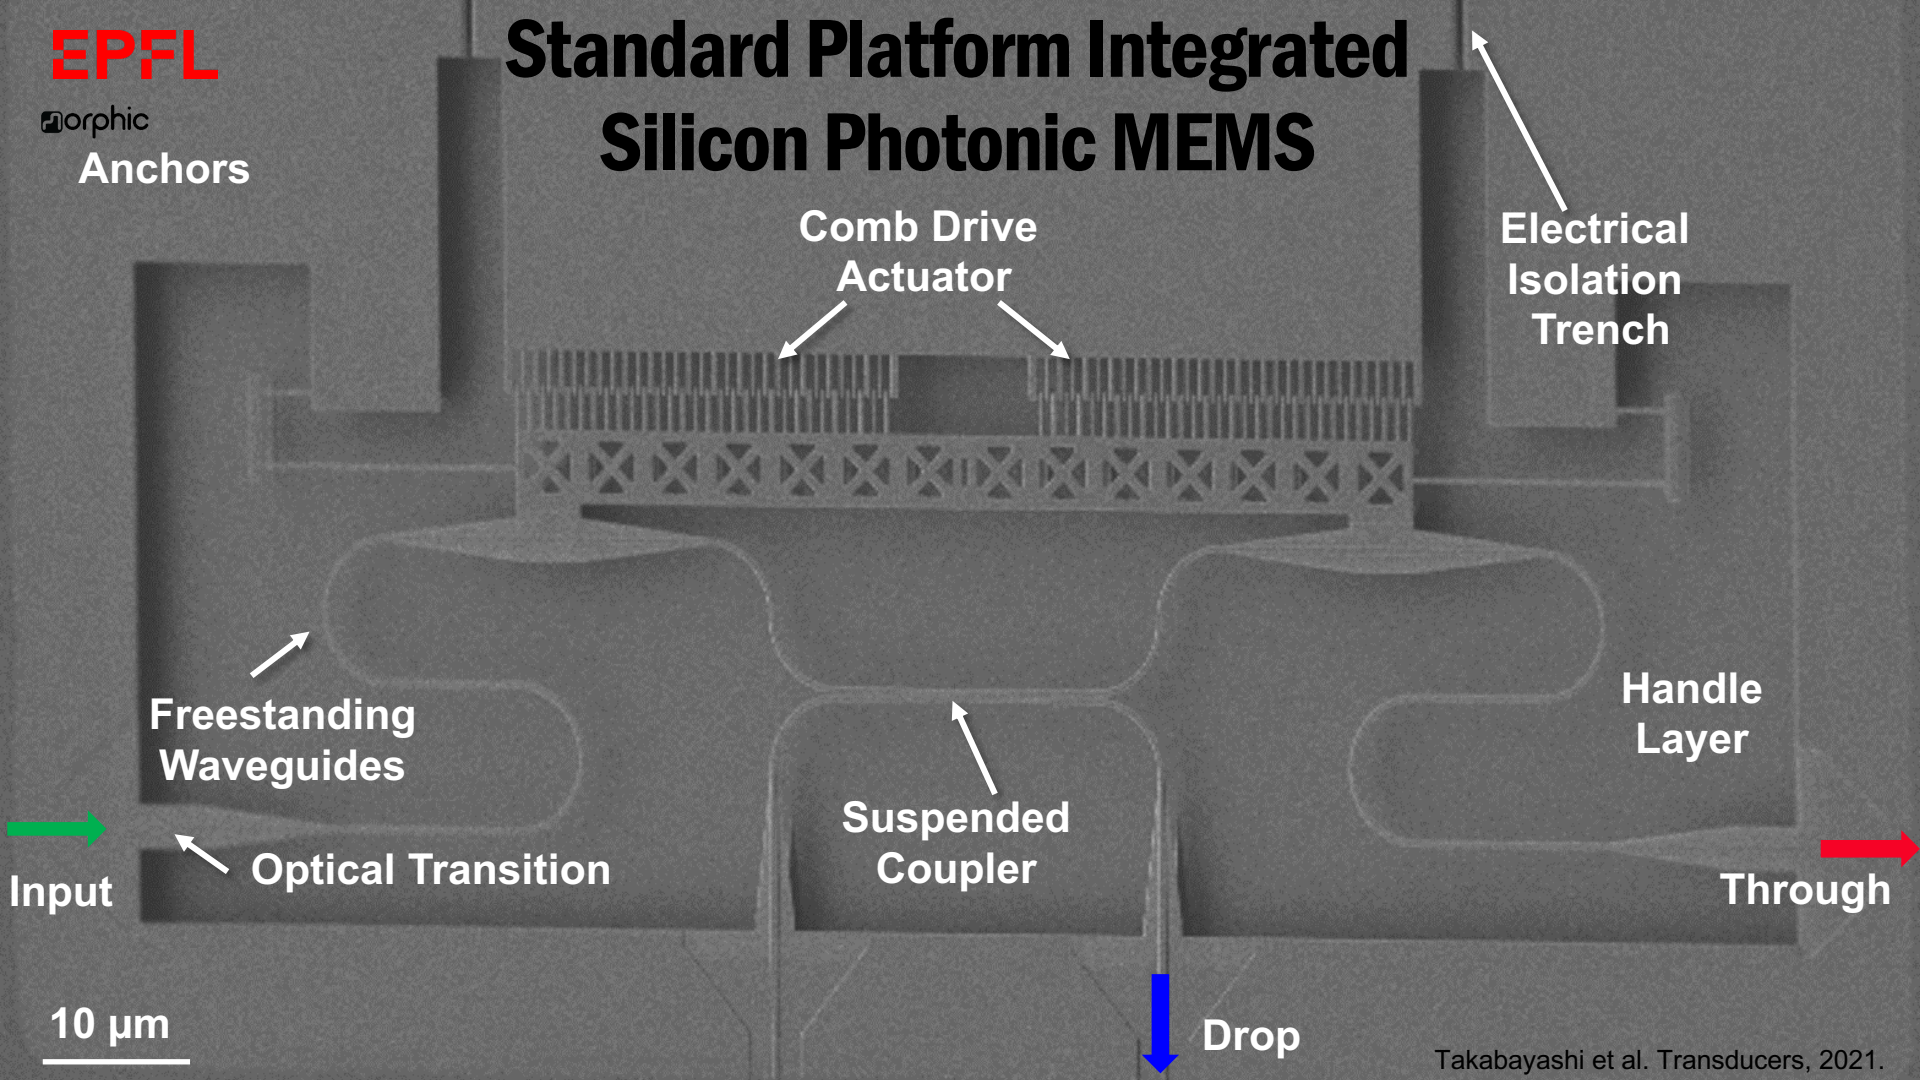 EPFL
morphic
Standard Platform Integrated
Silicon Photonic MEMS
Anchors
Comb Drive
Actuator
Electrical
Isolation
Trench
Freestanding
Waveguides
Handle
Layer
Suspended
Coupler
Optical Transition
Input
Through
10 µm
Drop
Takabayashi et al. Transducers, 2021.